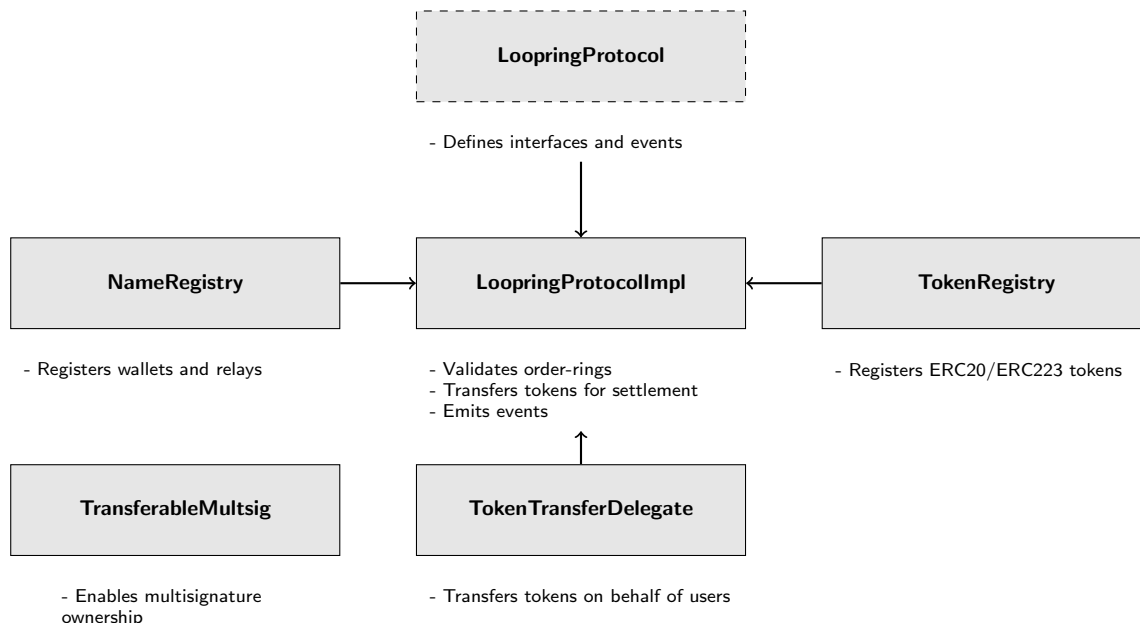 LoopringProtocol
- Defines interfaces and events
NameRegistry
LoopringProtocolImpl
TokenRegistry
- Registers wallets and relays
- Validates order-rings
- Transfers tokens for settlement
- Emits events
- Registers ERC20/ERC223 tokens
TransferableMultsig
TokenTransferDelegate
- Enables multisignature
ownership
- Transfers tokens on behalf of users